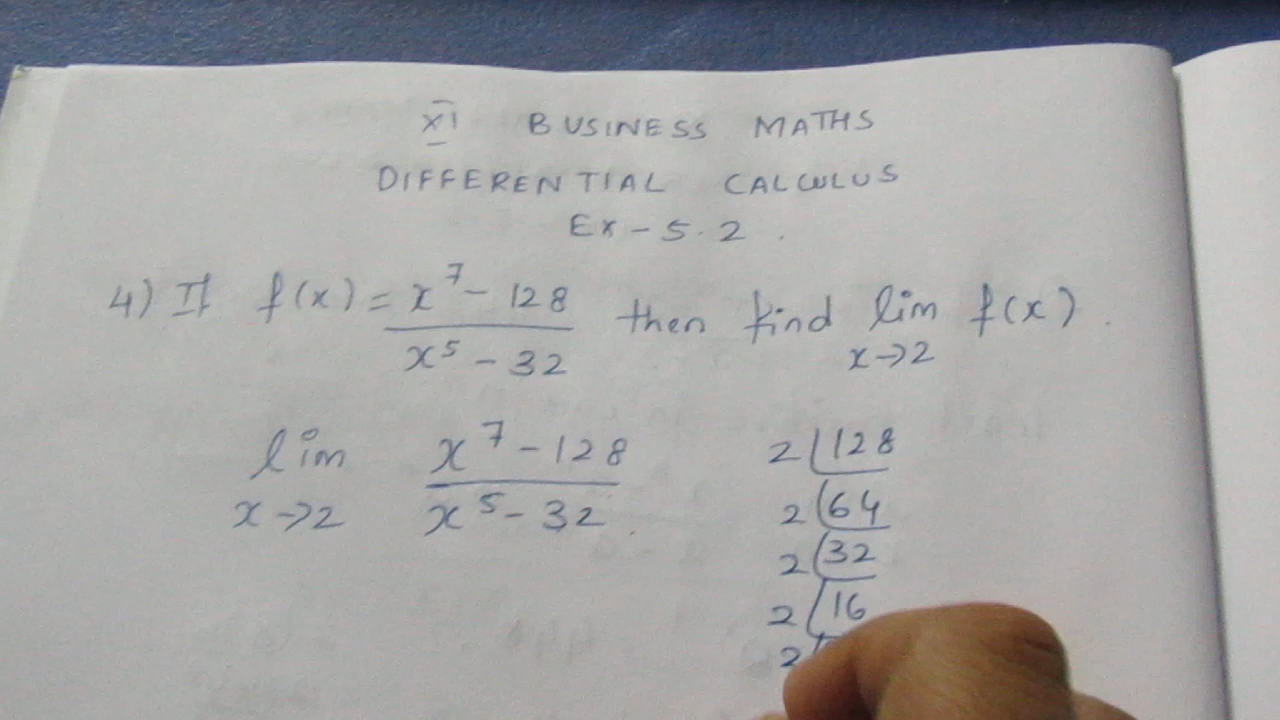 XI BUSINESS MATHS
DIFFERENTIAL CALCULUS
Ex - 5.2.
4) If f(x) = x⁷ - 128 / x⁵ - 32 then find lim x→2 f(x).
lim x→2 x⁷ - 128 / x⁵ - 32.
2 | 128
2 | 64
2 | 32
2 | 16
2